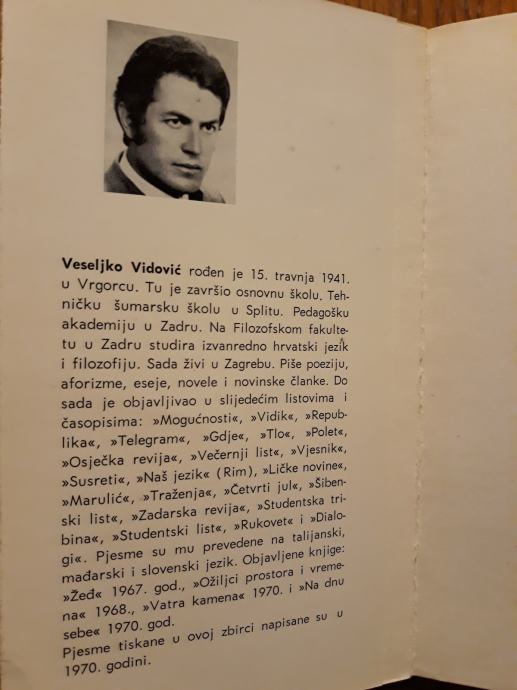 Veseljko Vidović rođen je 15. travnja 1941.
u Vrgorcu. Tu je završio osnovnu školu. Teh-
ničku šumarsku školu u Splitu. Pedagošku
akademiju u Zadru. Na Filozofskom fakulte-
tu u Zadru studira izvanredno hrvatski jezik
i filozofiju. Sada živi u Zagrebu. Piše poeziju,
aforizme, eseje, novele i novinske članke. Do
sada je objavljivao u slijedećim listovima i
časopisima: »Mogućnosti«, »Vidik«, »Repub-
lika«, »Telegram«, »Gdje«, »Tlo«, »Polet«,
»Osječka revija«, »Večernji list«, »Vjesnik«,
»Susreti«, »Naš jezik« (Rim), »Ličke novine«,
»Marulić«, »Traženja«, »Četvrti jul«, »Šiben-
ski list«, »Zadarska revija«, »Studentska tri-
bina«, »Studentski list«, »Rukovet« i »Dialo-
gi«. Pjesme su mu prevedene na talijanski,
mađarski i slovenski jezik. Objavljene knjige:
»Žeđ« 1967. god., »Ožiljci prostora i vreme-
na« 1968., »Vatra kamena« 1970. i »Na dnu
sebe« 1970. god.
Pjesme tiskane u ovoj zbirci napisane su u
1970. godini.